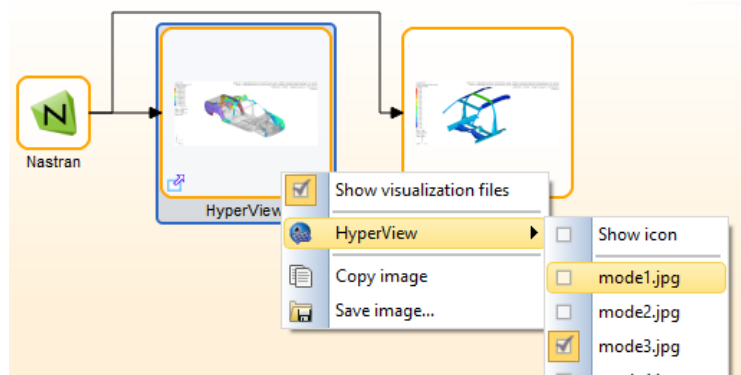 N
Nastran
HyperView
Show visualization files
HyperView
Copy image
Save image...
Show icon
mode1.jpg
mode2.jpg
mode3.jpg